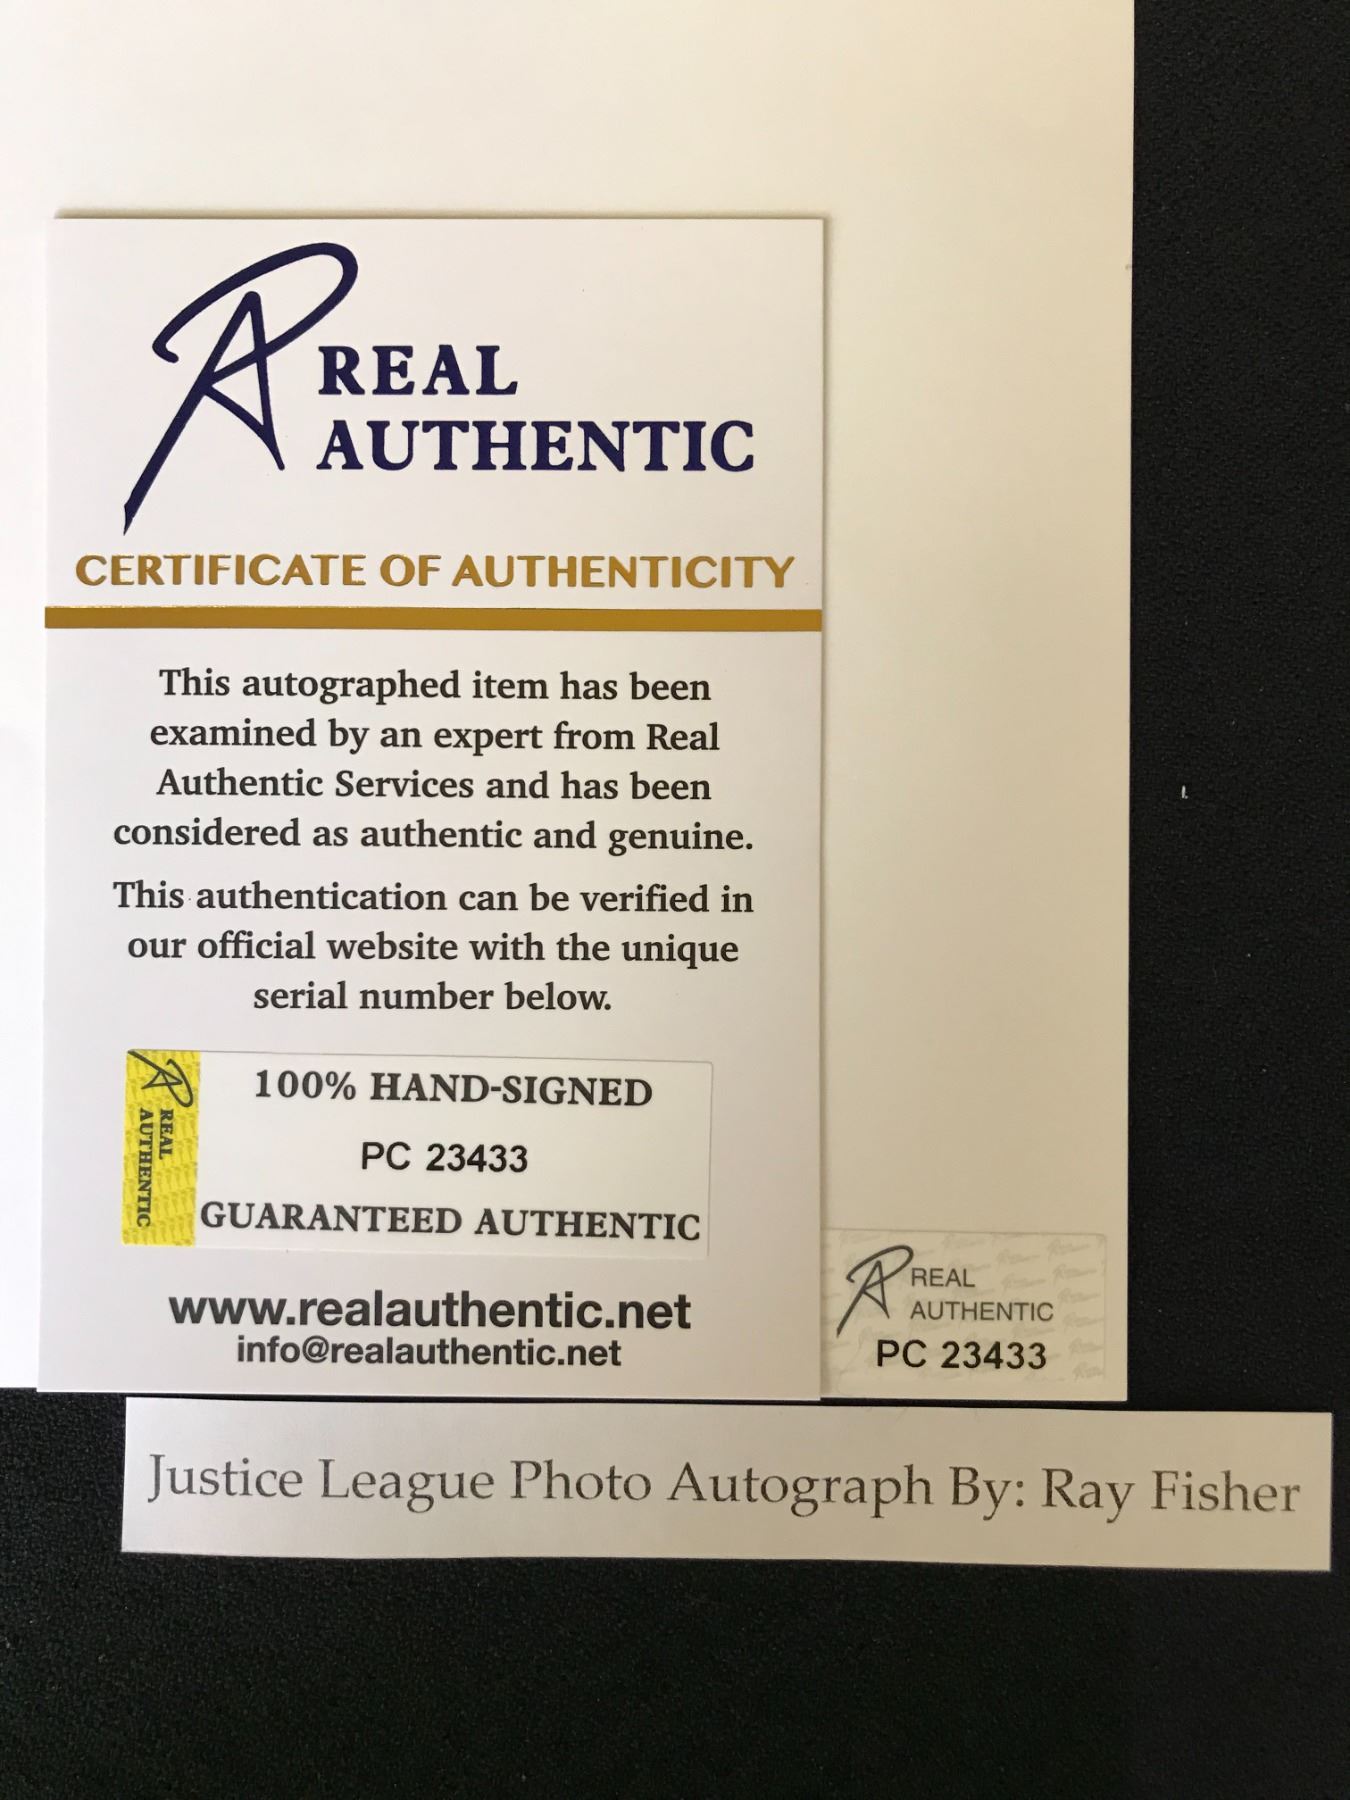 REAL
AUTHENTIC
CERTIFICATE OF AUTHENTICITY
This autographed item has been
examined by an expert from Real
Authentic Services and has been
considered as authentic and genuine.
This authentication can be verified in
our official website with the unique
serial number below.
REAL
AUTHENTIC
100% HAND-SIGNED
PC 23433
GUARANTEED AUTHENTIC
www.realauthentic.net
info@realauthentic.net
REAL
AUTHENTIC
PC 23433
Justice League Photo Autograph By: Ray Fisher